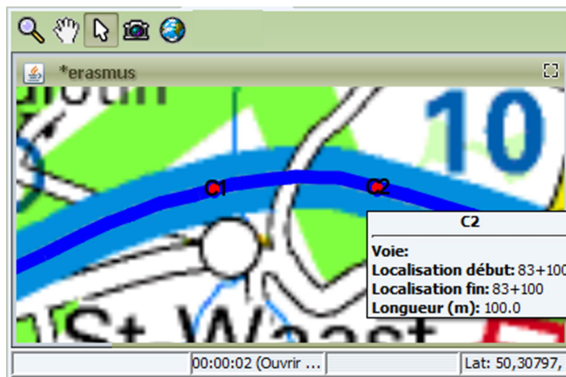 *erasmus
10
C1
C2
C2
Voie:
Localisation début: 83+100
Localisation fin: 83+100
Longueur (m): 100.0
St Waast
00:00:02 (Ouvrir ...
Lat: 50,30797,